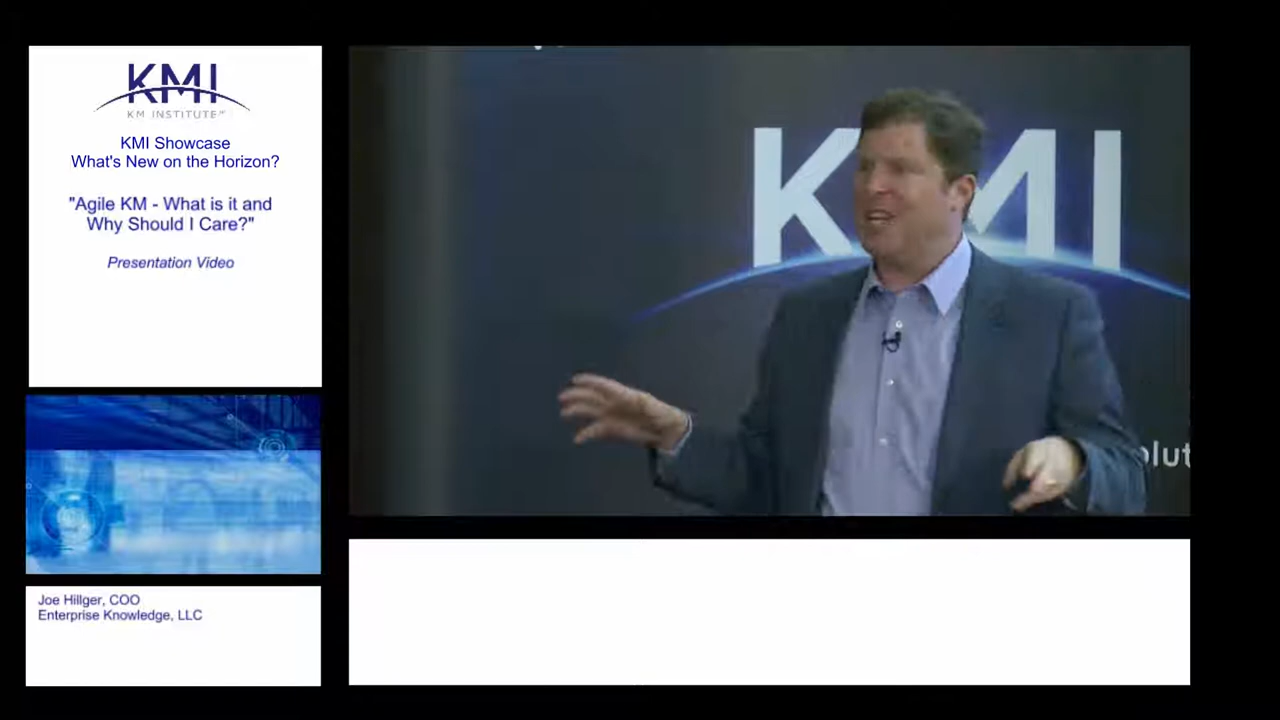 KMI
KM INSTITUTE
KMI Showcase
What's New on the Horizon?
"Agile KM - What is it and
Why Should I Care?"
Presentation Video
Joe Hillger, COO
Enterprise Knowledge, LLC
KMI
olut